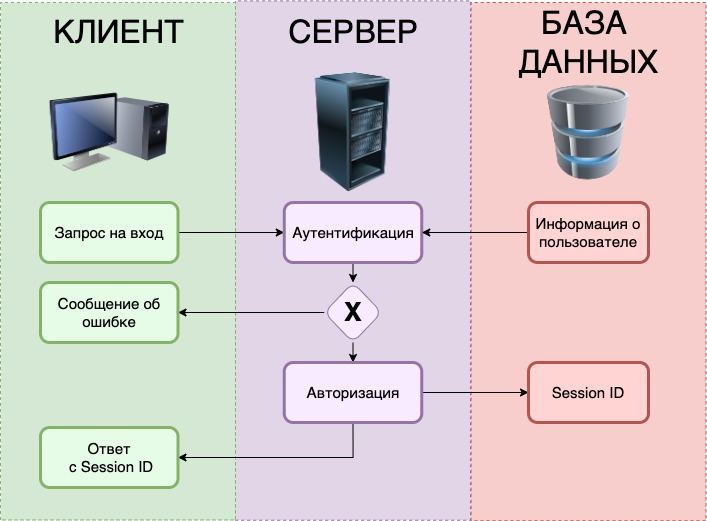 КЛИЕНТ
СЕРВЕР
БАЗА
ДАННЫХ
Запрос на вход
Аутентификация
Информация о
пользователе
Сообщение об
ошибке
X
Авторизация
Session ID
Ответ
с Session ID